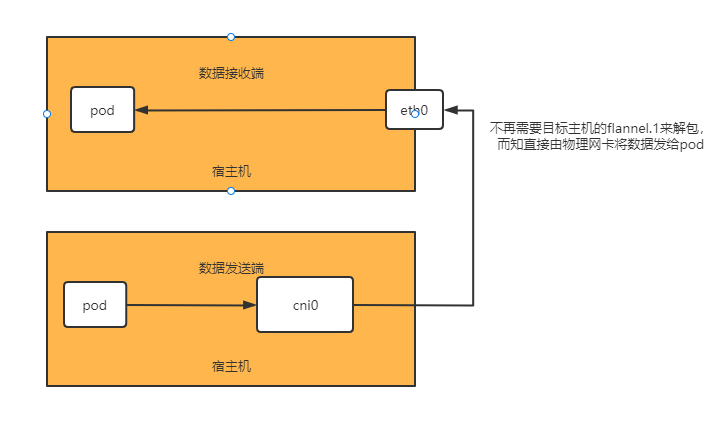 数据接收端
pod
eth0
宿主机
不再需要目标主机的flannel.1来解包，
而知直接由物理网卡将数据发给pod
数据发送端
pod
cni0
宿主机